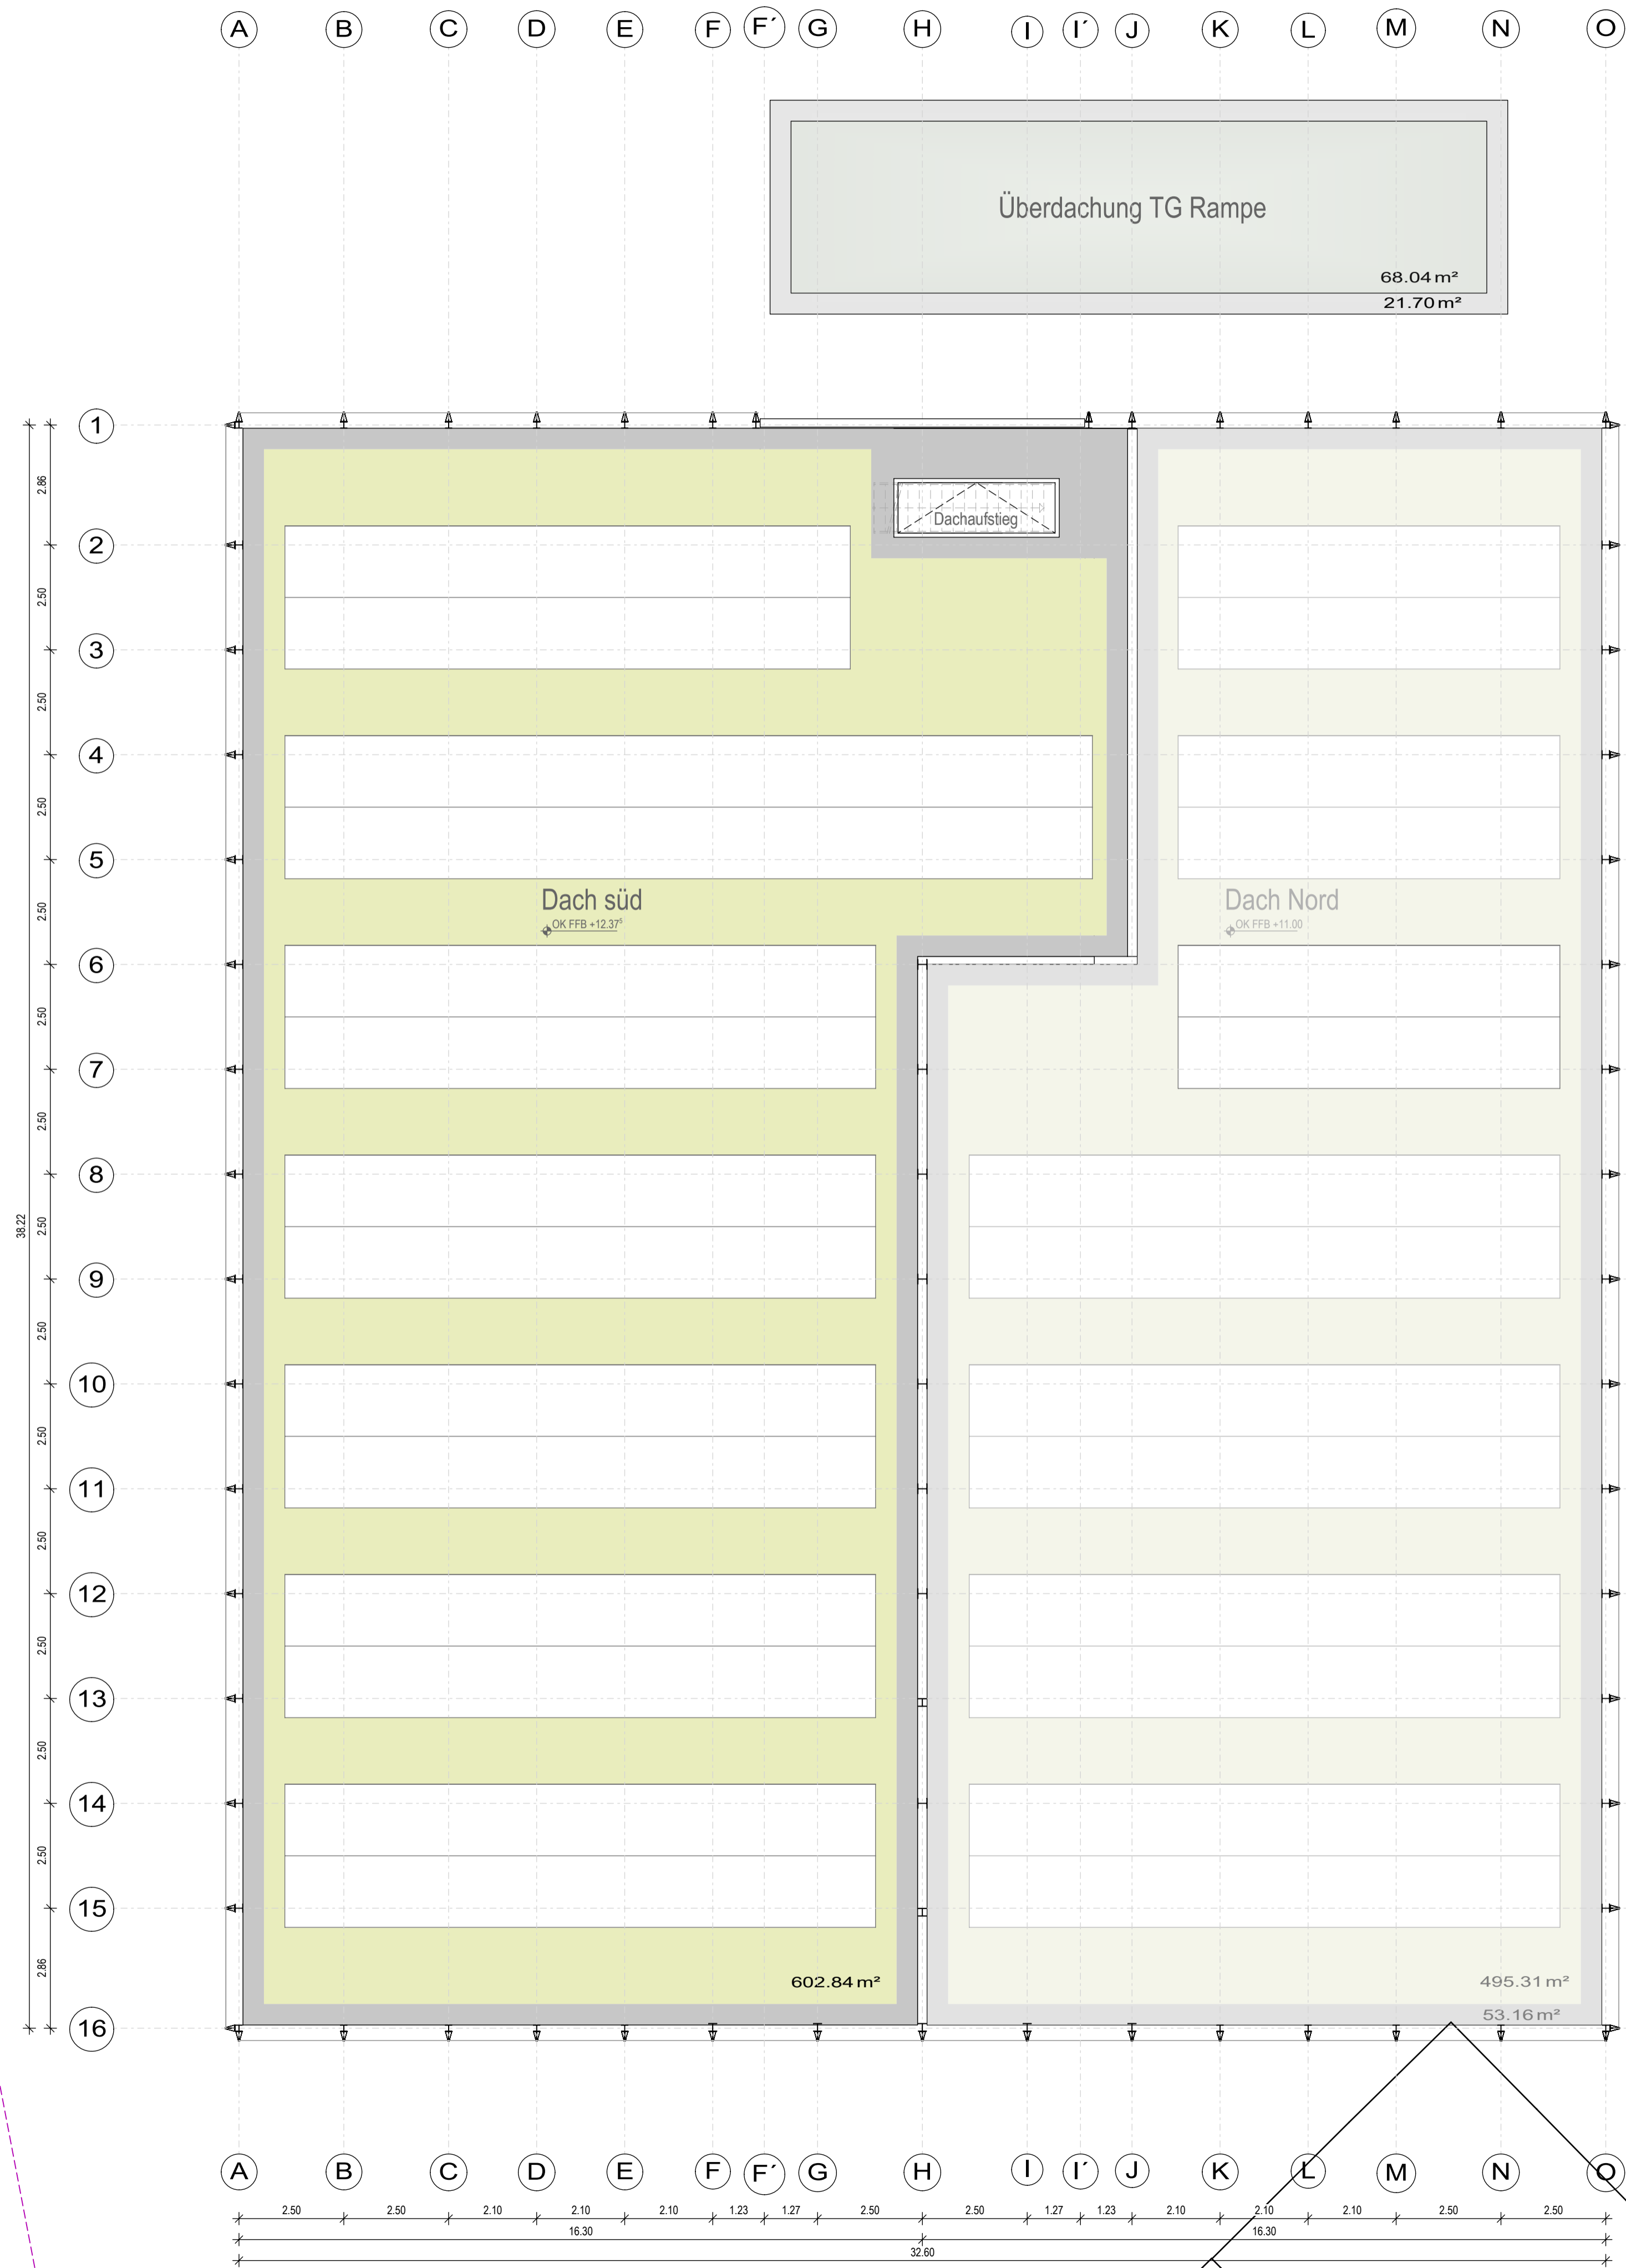 A B C D E F F´ G H I I´ J K L M N O
Überdachung TG Rampe
68.04 m²
21.70 m²
1
2.86
Dachaufstieg
2
2.50
3
2.50
4
2.50
5
Dach süd
Dach Nord
OK FFB +12.37⁵
OK FFB +11.00
2.50
6
2.50
7
2.50
8
38.22
2.50
9
2.50
10
2.50
11
2.50
12
2.50
13
2.50
14
2.50
15
2.86
602.84 m²
495.31 m²
53.16 m²
16
A B C D E F F´ G H I I´ J K L M N O
2.50 2.50 2.10 2.10 2.10 1.23 1.27 2.50 2.50 1.27 1.23 2.10 2.10 2.10 2.50 2.50
16.30 16.30
32.60